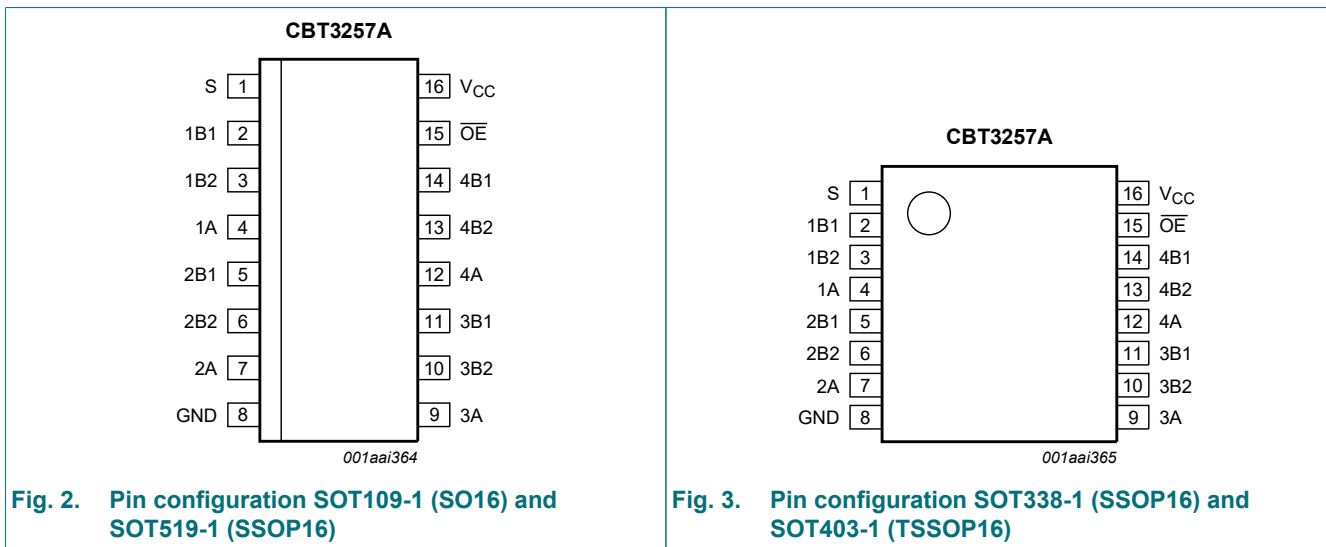 CBT3257A
S 1 16 VCC
1B1 2 15 OE
1B2 3 14 4B1
1A 4 13 4B2
2B1 5 12 4A
2B2 6 11 3B1
2A 7 10 3B2
GND 8 9 3A
001aai364
Fig. 2. Pin configuration SOT109-1 (SO16) and
SOT519-1 (SSOP16)
CBT3257A
S 1 16 VCC
1B1 2 15 OE
1B2 3 14 4B1
1A 4 13 4B2
2B1 5 12 4A
2B2 6 11 3B1
2A 7 10 3B2
GND 8 9 3A
001aai365
Fig. 3. Pin configuration SOT338-1 (SSOP16) and
SOT403-1 (TSSOP16)